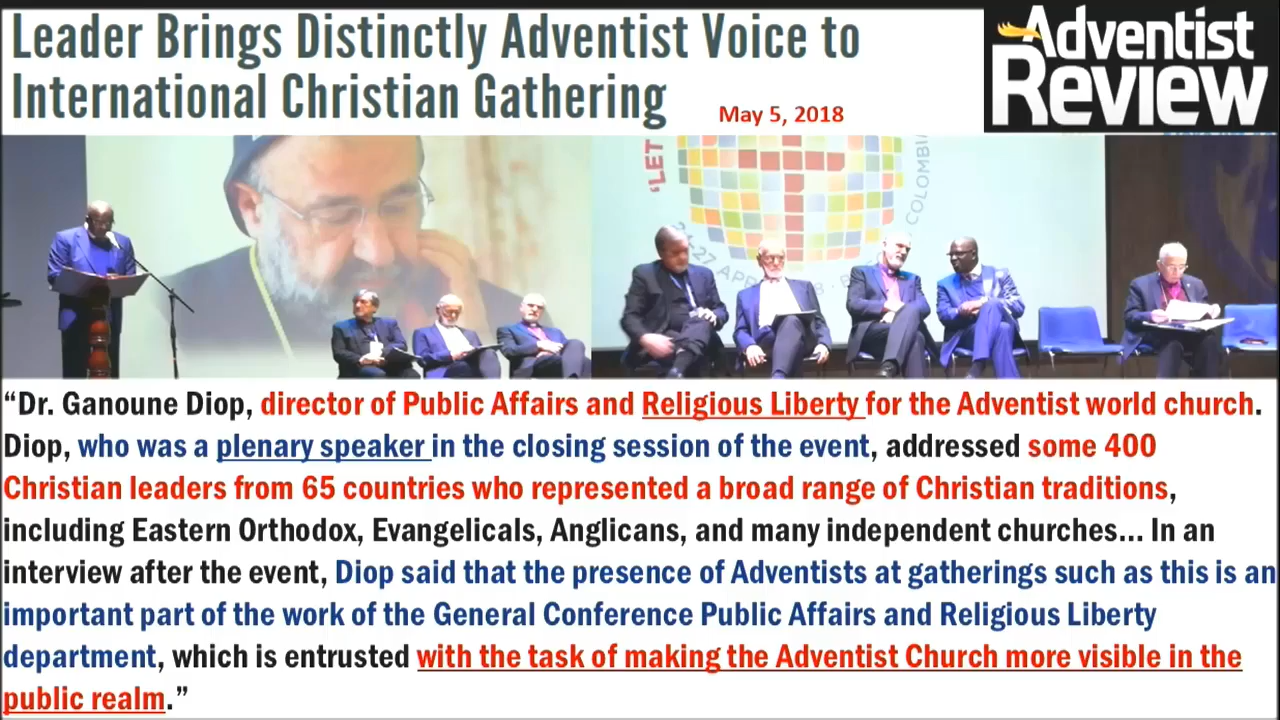 Leader Brings Distinctly Adventist Voice to
International Christian Gathering
May 5, 2018
Adventist
Review
'LET
COLOMBI
“Dr. Ganoune Diop, director of Public Affairs and Religious Liberty for the Adventist world church.
Diop, who was a plenary speaker in the closing session of the event, addressed some 400
Christian leaders from 65 countries who represented a broad range of Christian traditions,
including Eastern Orthodox, Evangelicals, Anglicans, and many independent churches... In an
interview after the event, Diop said that the presence of Adventists at gatherings such as this is an
important part of the work of the General Conference Public Affairs and Religious Liberty
department, which is entrusted with the task of making the Adventist Church more visible in the
public realm.”